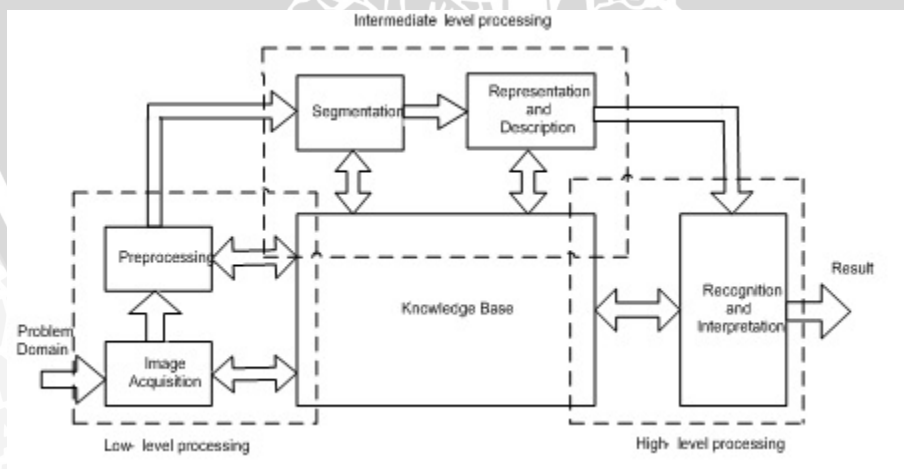 Intermediate level processing
Segmentation
Representation
and
Description
Preprocessing
Knowledge Base
Recognition
and
Interpretation
Result
Problem
Domain
Image
Acquisition
Low- level processing
High- level processing